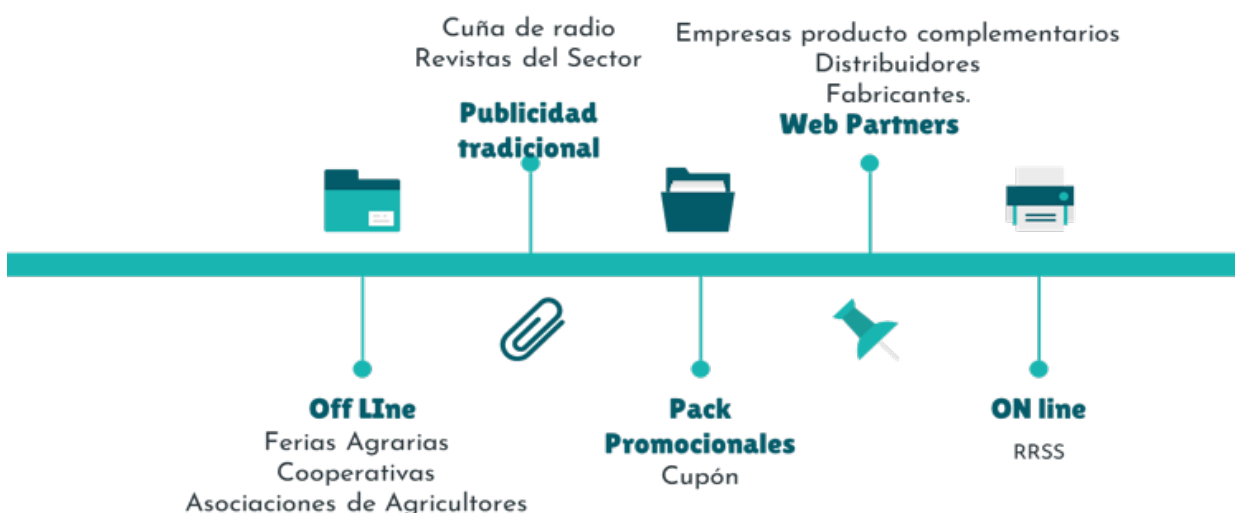 Cuña de radio
Revistas del Sector
Publicidad
tradicional
Empresas producto complementarios
Distribuidores
Fabricantes.
Web Partners
Off LIne
Ferias Agrarias
Cooperativas
Asociaciones de Agricultores
Pack
Promocionales
Cupón
ON line
RRSS